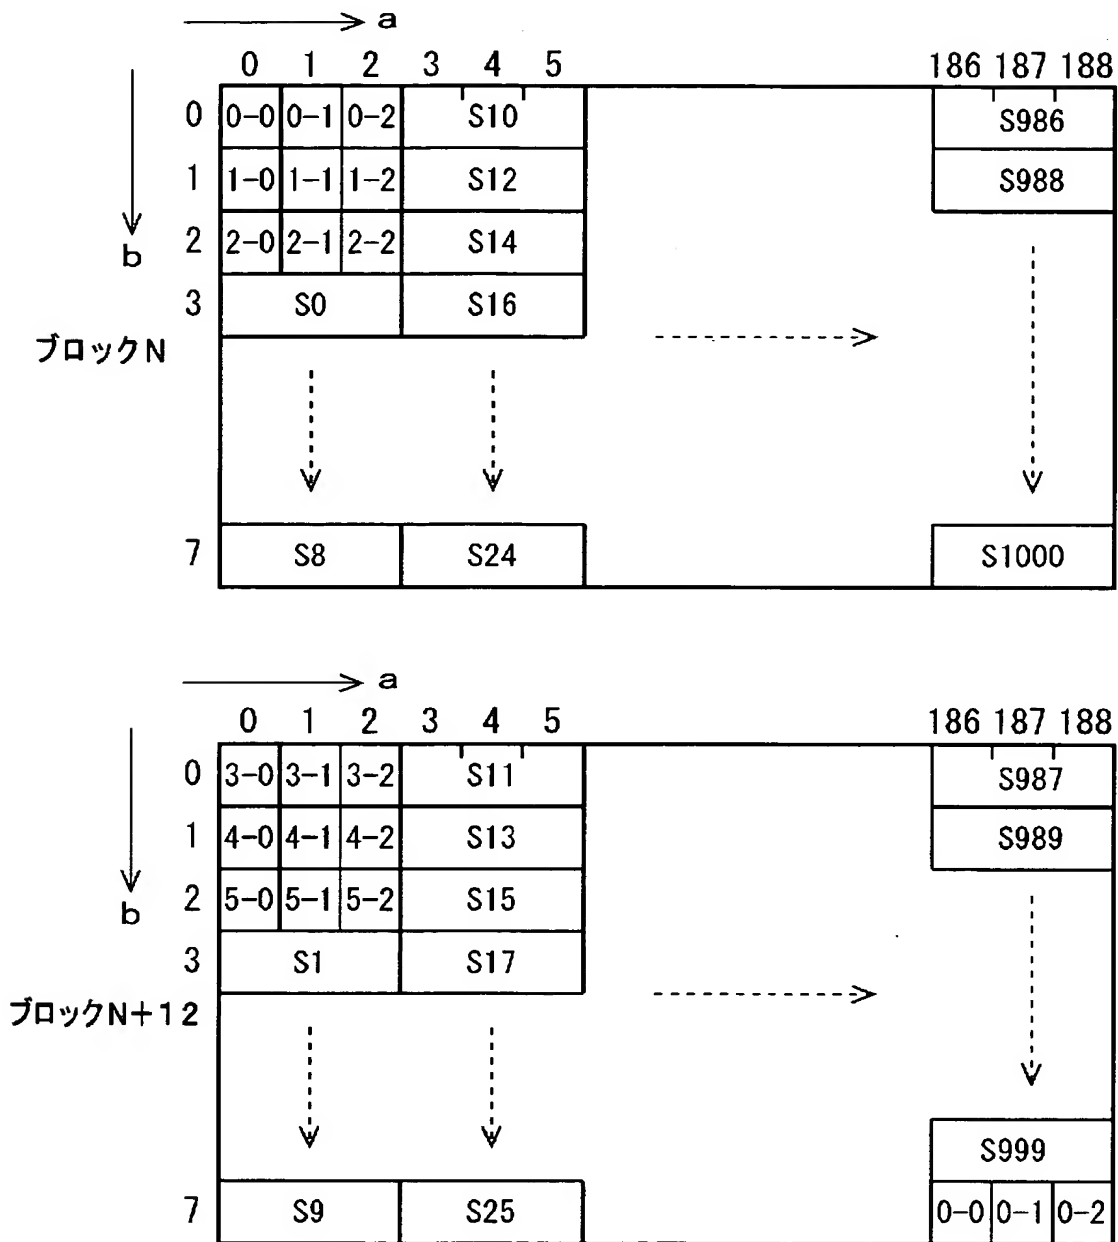 a
0 1 2 3 4 5 186 187 188
0 0-0 0-1 0-2 S10 S986
1 1-0 1-1 1-2 S12 S988
b 2 2-0 2-1 2-2 S14
3 S0 S16
ブロックN
7 S8 S24 S1000
a
0 1 2 3 4 5 186 187 188
0 3-0 3-1 3-2 S11 S987
1 4-0 4-1 4-2 S13 S989
b 2 5-0 5-1 5-2 S15
3 S1 S17
ブロックN+12
S999
7 S9 S25 0-0 0-1 0-2